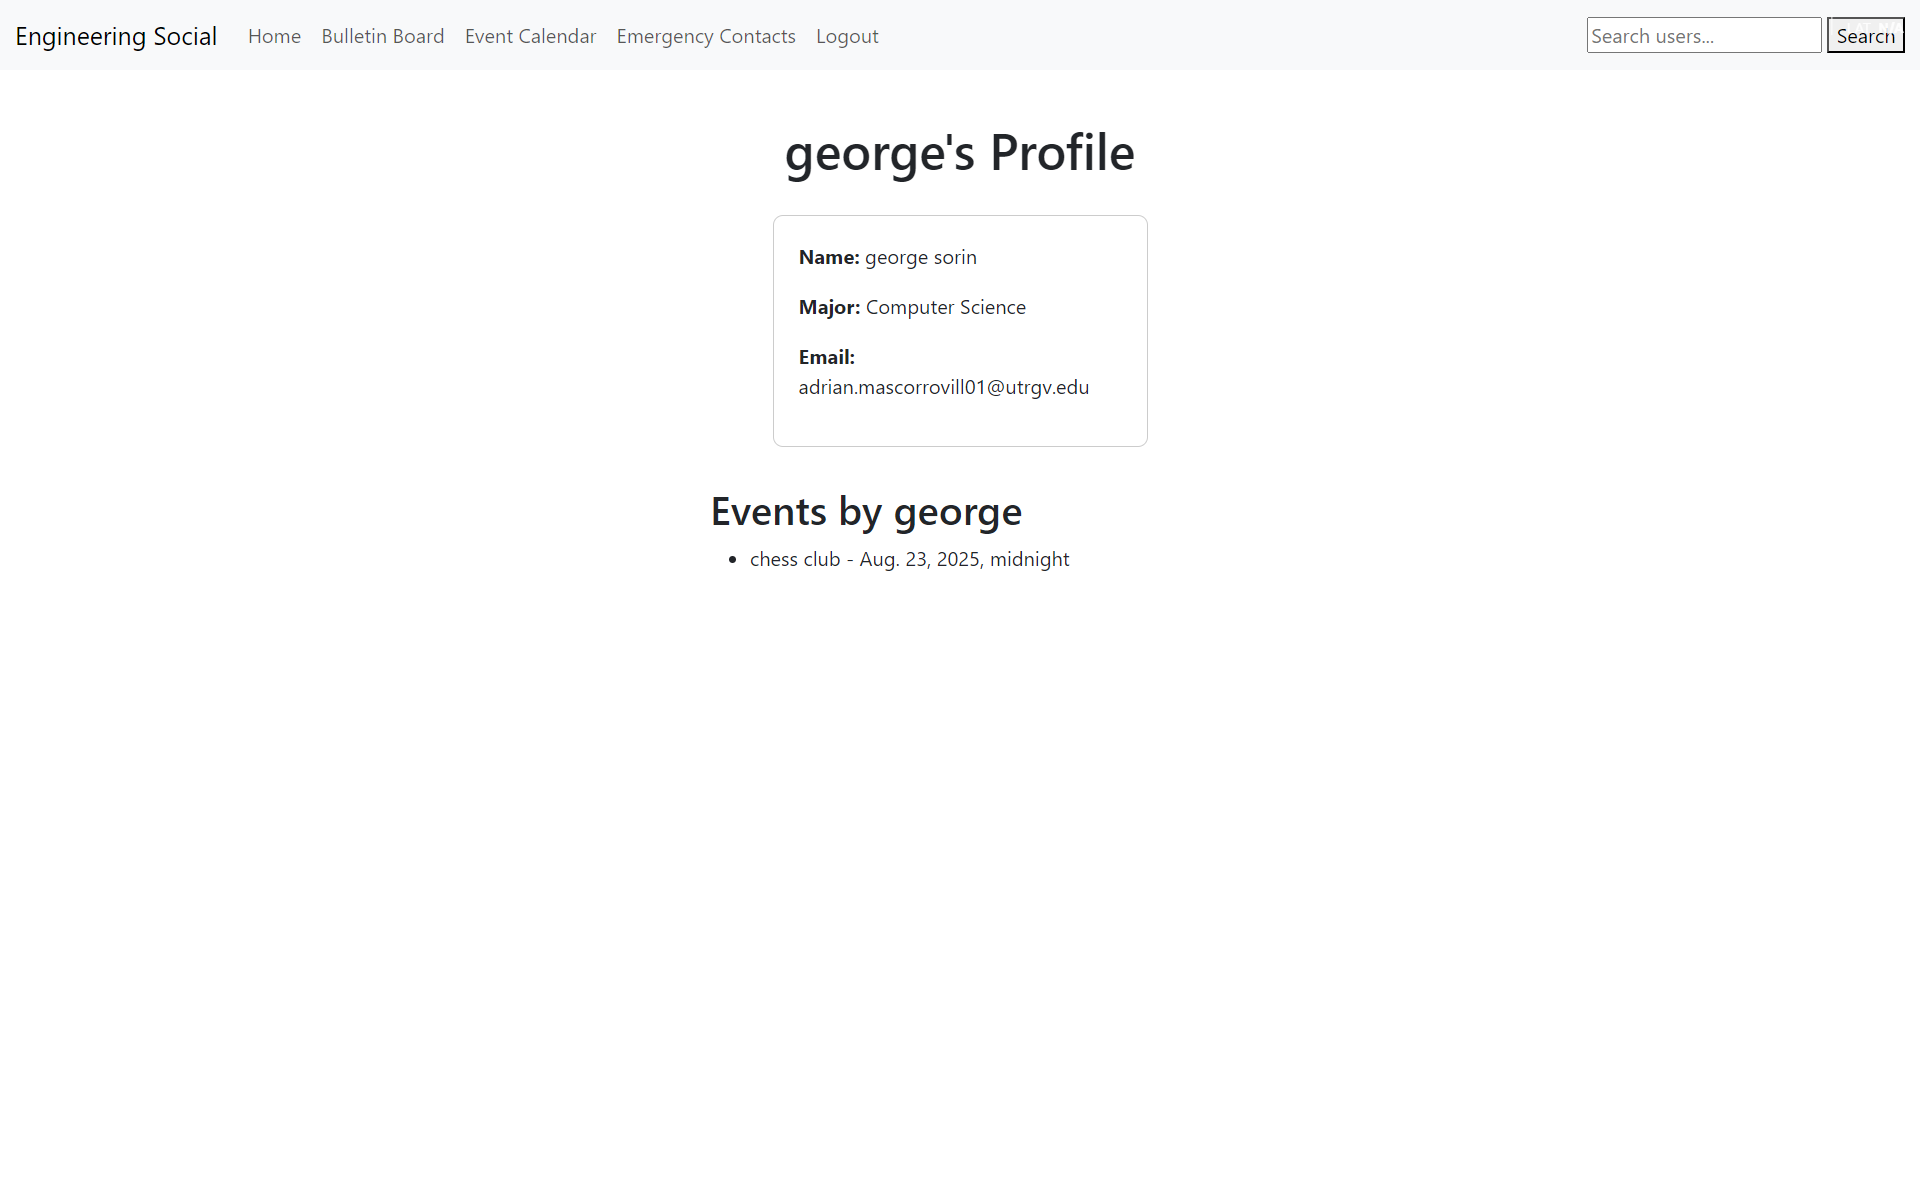 Engineering Social Home Bulletin Board Event Calendar Emergency Contacts Logout Search users... Search
george's Profile
Name: george sorin
Major: Computer Science
Email:
adrian.mascorrovill01@utrgv.edu
Events by george
• chess club - Aug. 23, 2025, midnight